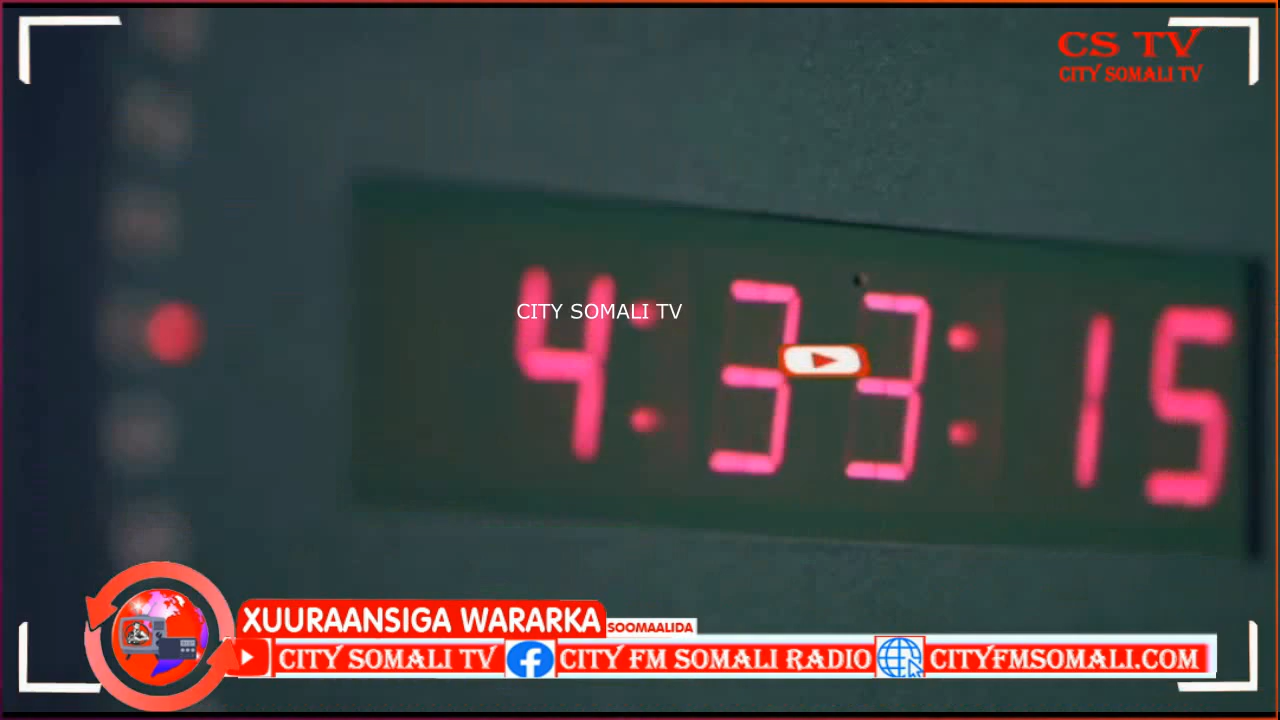 CS TV
CITY SOMALI TV
CITY SOMALI TV
4:33:15
XUURAANSIGA WARARKA
SOOMAALIDA
CITY SOMALI TV CITY FM SOMALI RADIO CITYFMSOMALI.COM